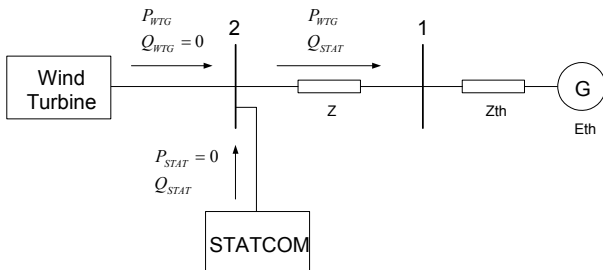 P_WTG
Q_WTG = 0
2
P_WTG
Q_STAT
1
Wind
Turbine
Z
Zth
G
Eth
P_STAT = 0
Q_STAT
STATCOM